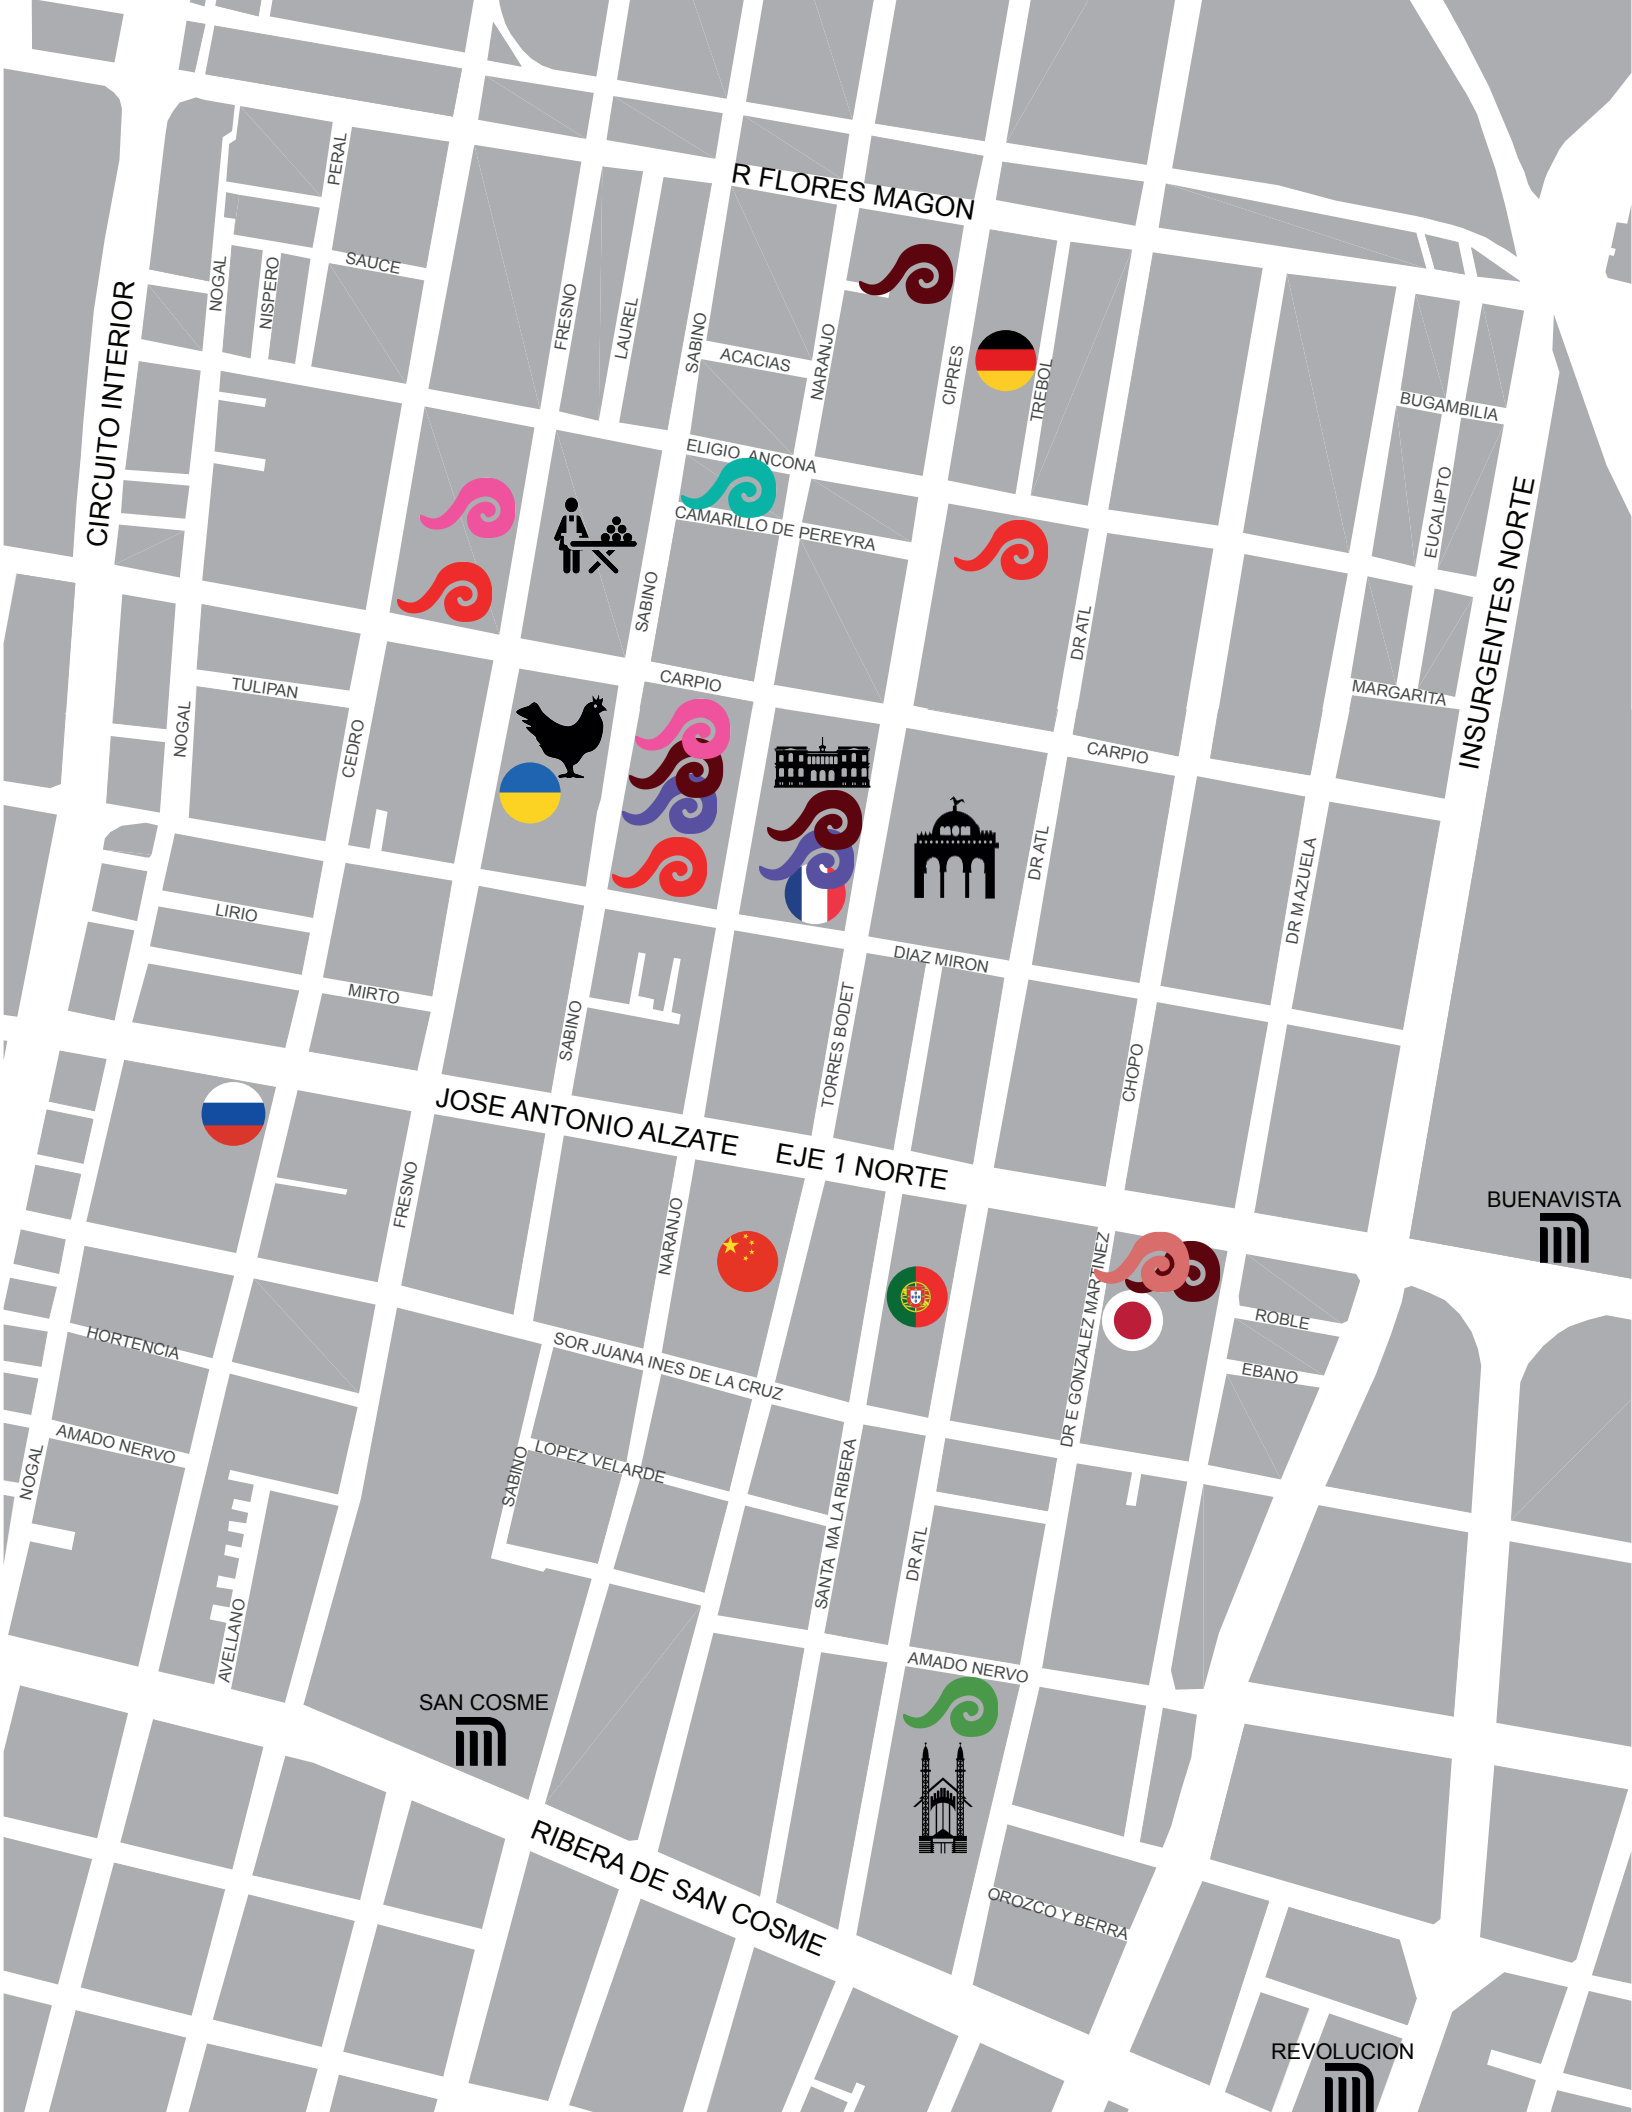 PERAL
R FLORES MAGON
SAUCE
NOGAL
NISPERO
FRESNO
LAUREL
SABINO
ACACIAS
NARANJO
CIPRES
TREBOL
CIRCUITO INTERIOR
BUGAMBILIA
ELIGIO ANCONA
EUCALIPTO
INSURGENTES NORTE
CAMARILLO DE PEREYRA
SABINO
DR ATL
CARPIO
TULIPAN
MARGARITA
NOGAL
CEDRO
CARPIO
DR ATL
DR MAZUELA
LIRIO
DIAZ MIRON
MIRTO
SABINO
TORRES BODET
CHOPO
JOSE ANTONIO ALZATE
EJE 1 NORTE
FRESNO
NARANJO
BUENAVISTA
DR E GONZALEZ MARTINEZ
ROBLE
HORTENCIA
SOR JUANA INES DE LA CRUZ
EBANO
AMADO NERVO
NOGAL
SABINO
LOPEZ VELARDE
SANTA MA LA RIBERA
DR ATL
AVELLANO
AMADO NERVO
SAN COSME
RIBERA DE SAN COSME
OROZCO Y BERRA
REVOLUCION